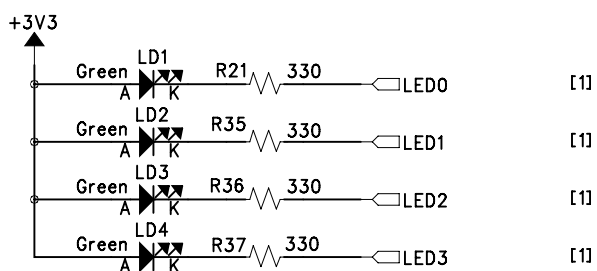 +3V3
LD1
Green R21 330 LED0 [1]
A K
LD2
Green R35 330 LED1 [1]
A K
LD3
Green R36 330 LED2 [1]
A K
LD4
Green R37 330 LED3 [1]
A K